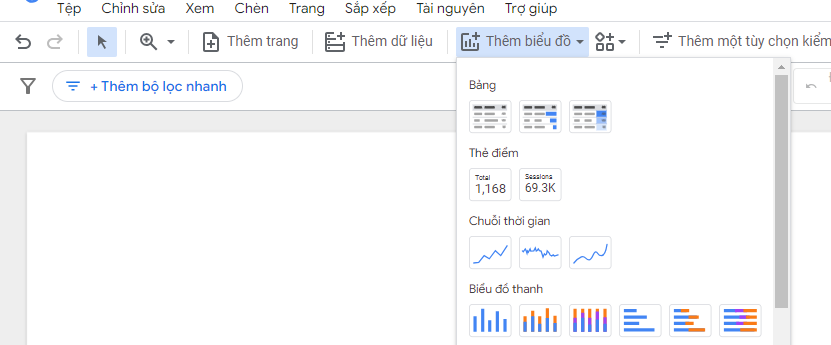 Tệp Chỉnh sửa Xem Chèn Trang Sắp xếp Tài nguyên Trợ giúp
Thêm trang Thêm dữ liệu Thêm biểu đồ Thêm một tùy chọn kiểm
+ Thêm bộ lọc nhanh
Bảng
Thẻ điểm
Total Sessions
1,168 69.3K
Chuỗi thời gian
Biểu đồ thanh